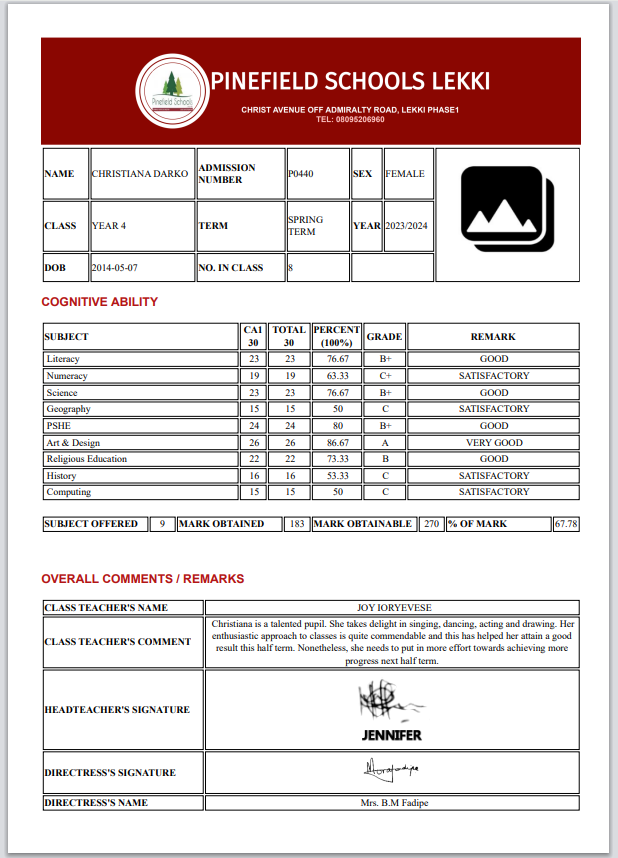 Pinefield Schools
PINEFIELD SCHOOLS LEKKI
CHRIST AVENUE OFF ADMIRALTY ROAD, LEKKI PHASE1
TEL: 08095206960
NAME CHRISTIANA DARKO ADMISSION NUMBER P0440 SEX FEMALE
CLASS YEAR 4 TERM SPRING TERM YEAR 2023/2024
DOB 2014-05-07 NO. IN CLASS 8
COGNITIVE ABILITY
SUBJECT CA1 30 TOTAL 30 PERCENT (100%) GRADE REMARK
Literacy 23 23 76.67 B+ GOOD
Numeracy 19 19 63.33 C+ SATISFACTORY
Science 23 23 76.67 B+ GOOD
Geography 15 15 50 C SATISFACTORY
PSHE 24 24 80 B+ GOOD
Art & Design 26 26 86.67 A VERY GOOD
Religious Education 22 22 73.33 B GOOD
History 16 16 53.33 C SATISFACTORY
Computing 15 15 50 C SATISFACTORY
SUBJECT OFFERED 9 MARK OBTAINED 183 MARK OBTAINABLE 270 % OF MARK 67.78
OVERALL COMMENTS / REMARKS
CLASS TEACHER'S NAME JOY IORYEVESE
CLASS TEACHER'S COMMENT
Christiana is a talented pupil. She takes delight in singing, dancing, acting and drawing. Her
enthusiastic approach to classes is quite commendable and this has helped her attain a good
result this half term. Nonetheless, she needs to put in more effort towards achieving more
progress next half term.
HEADTEACHER'S SIGNATURE
JENNIFER
DIRECTRESS'S SIGNATURE
DIRECTRESS'S NAME Mrs. B.M Fadipe